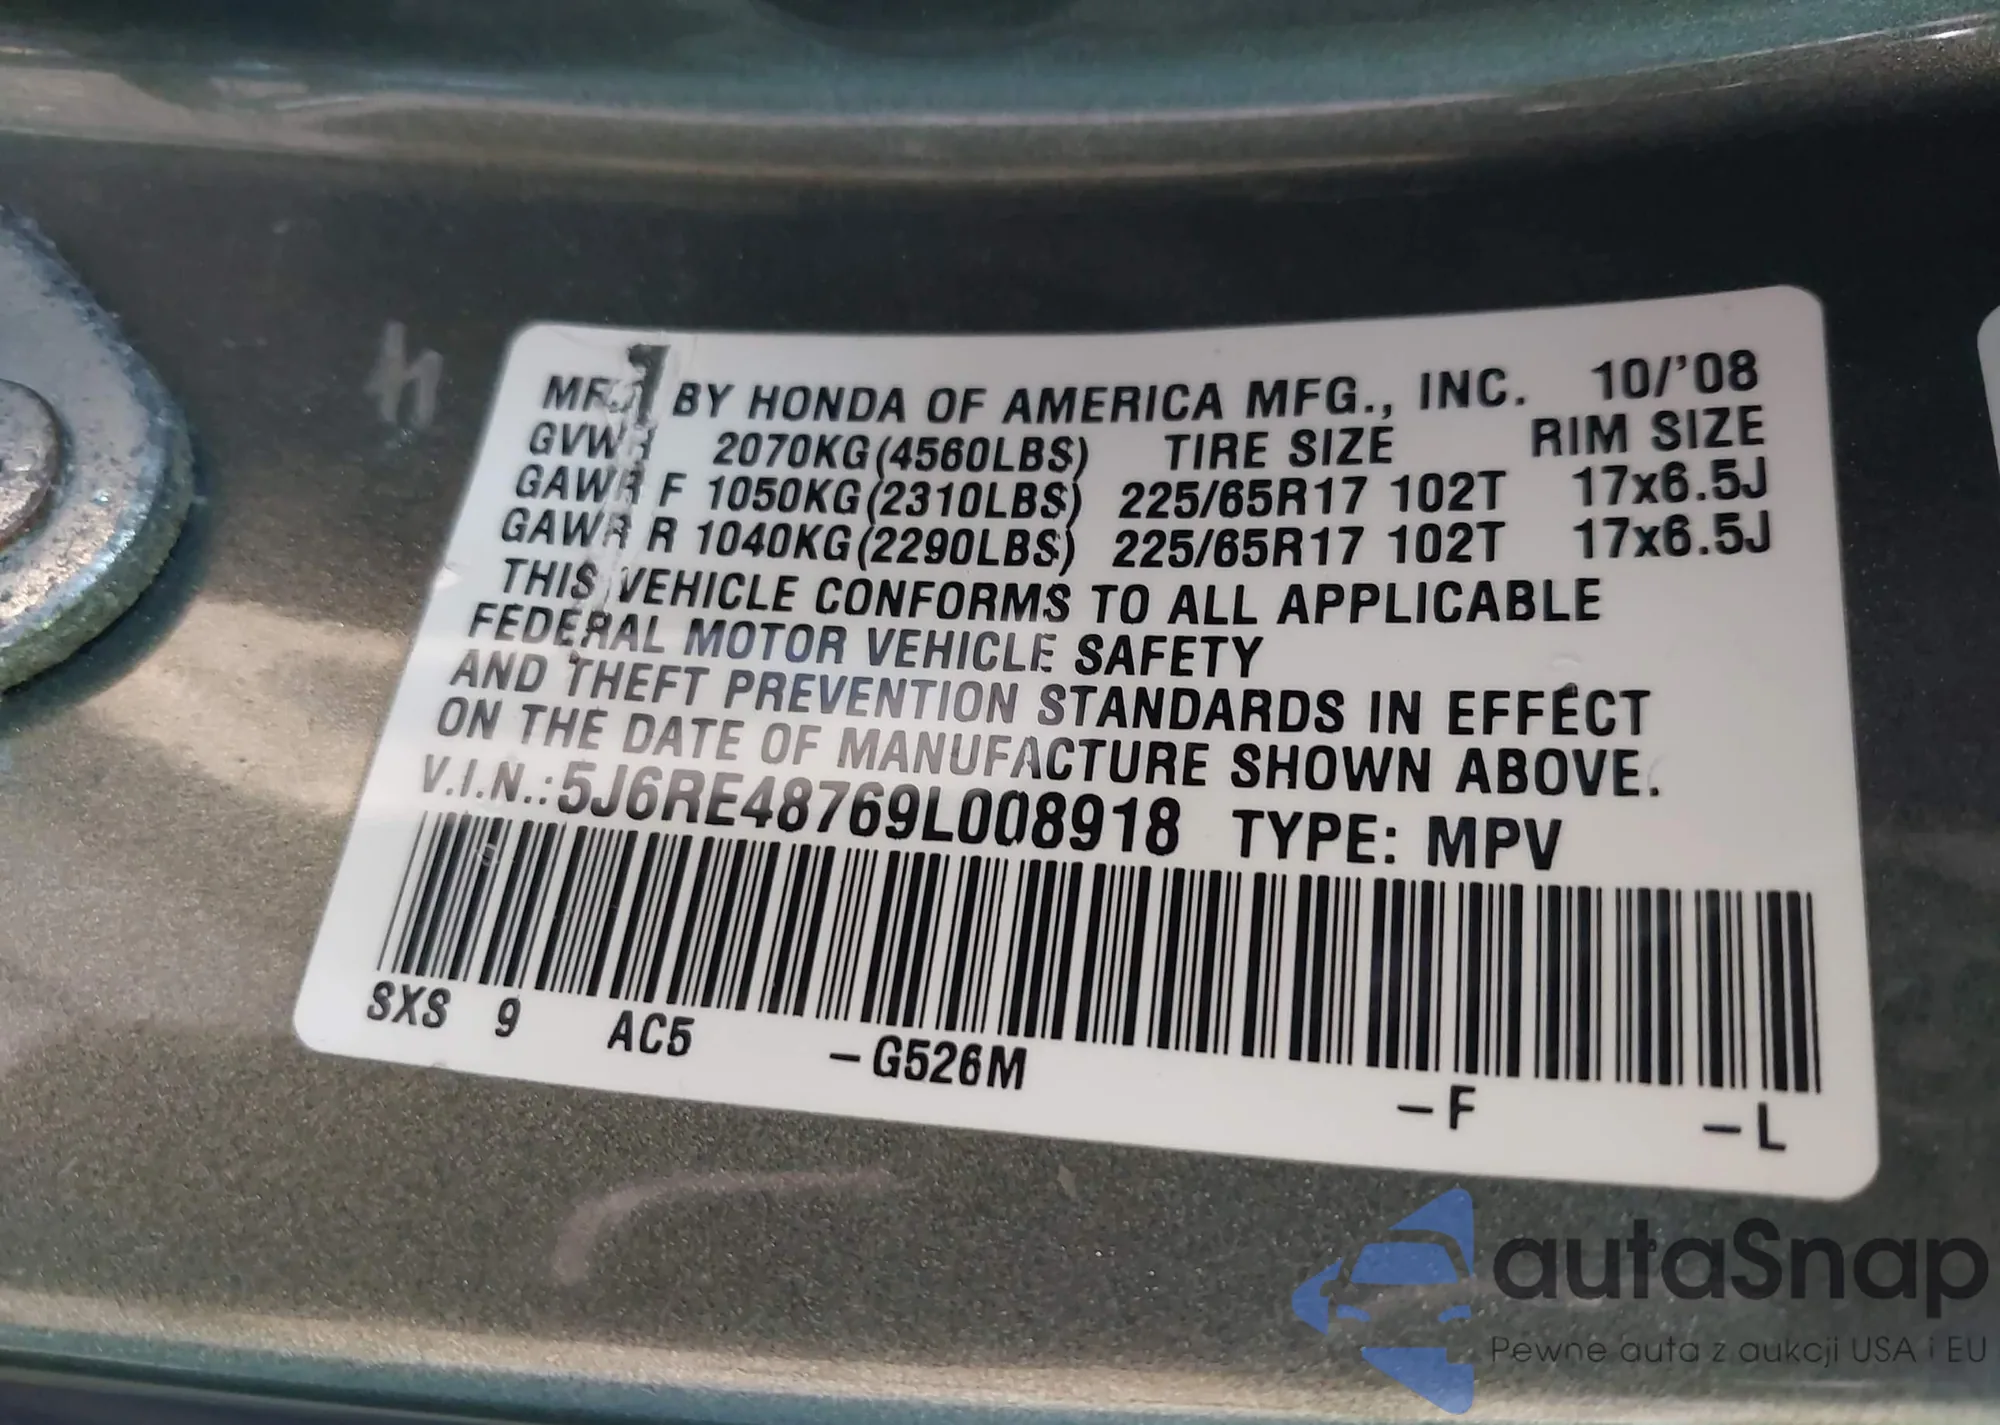 MFD BY HONDA OF AMERICA MFG., INC. 10/'08
GVWR 2070KG(4560LBS) TIRE SIZE RIM SIZE
GAWR F 1050KG(2310LBS) 225/65R17 102T 17x6.5J
GAWR R 1040KG(2290LBS) 225/65R17 102T 17x6.5J
THIS VEHICLE CONFORMS TO ALL APPLICABLE
FEDERAL MOTOR VEHICLE SAFETY
AND THEFT PREVENTION STANDARDS IN EFFECT
ON THE DATE OF MANUFACTURE SHOWN ABOVE.
V.I.N.:5J6RE48769L008918 TYPE: MPV
SXS 9 AC5 -G526M -F -L
autaSnap
Pewne auta z aukcji USA i EU